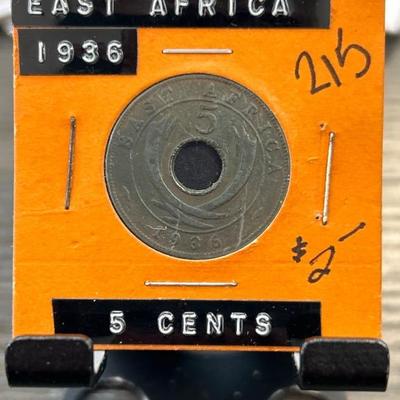 EAST AFRICA
1936
215
EAST AFRICA
5
1936
$2-
5 CENTS